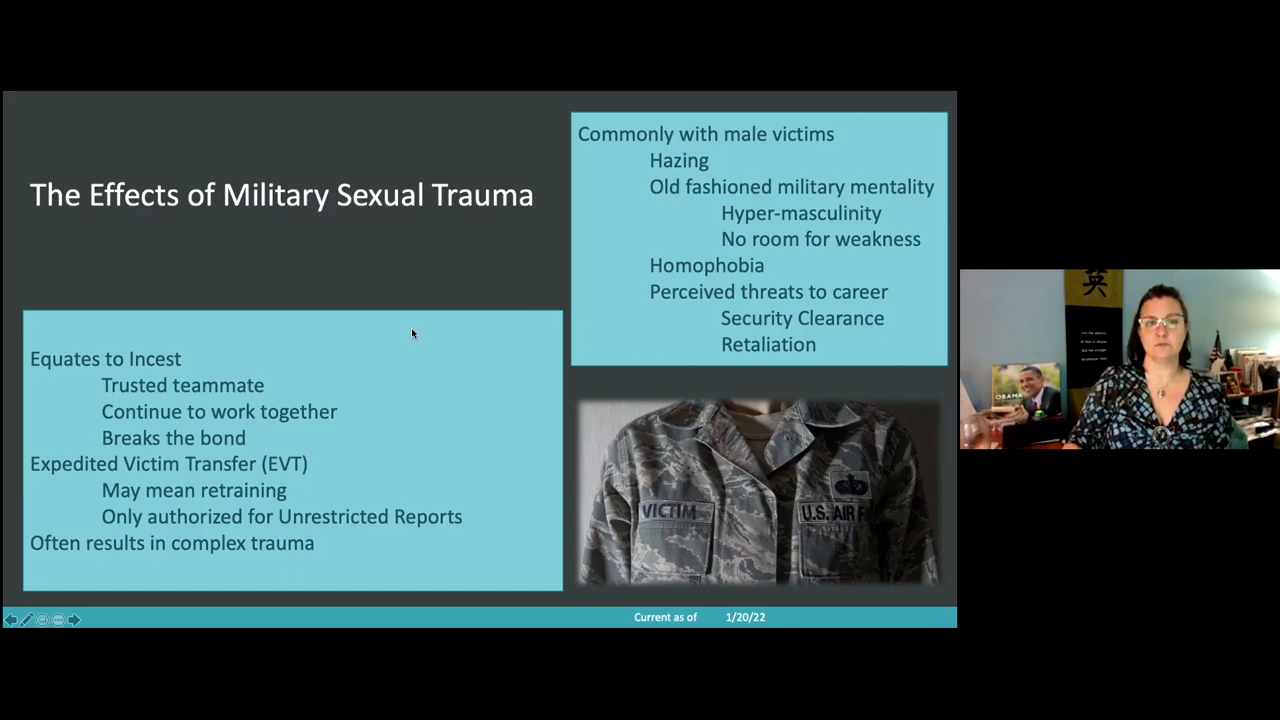 The Effects of Military Sexual Trauma
Commonly with male victims
Hazing
Old fashioned military mentality
Hyper-masculinity
No room for weakness
Homophobia
Perceived threats to career
Security Clearance
Retaliation
Equates to Incest
Trusted teammate
Continue to work together
Breaks the bond
Expedited Victim Transfer (EVT)
May mean retraining
Only authorized for Unrestricted Reports
Often results in complex trauma
VICTIM
U.S. AIR
Current as of 1/20/22
英
OBAMA